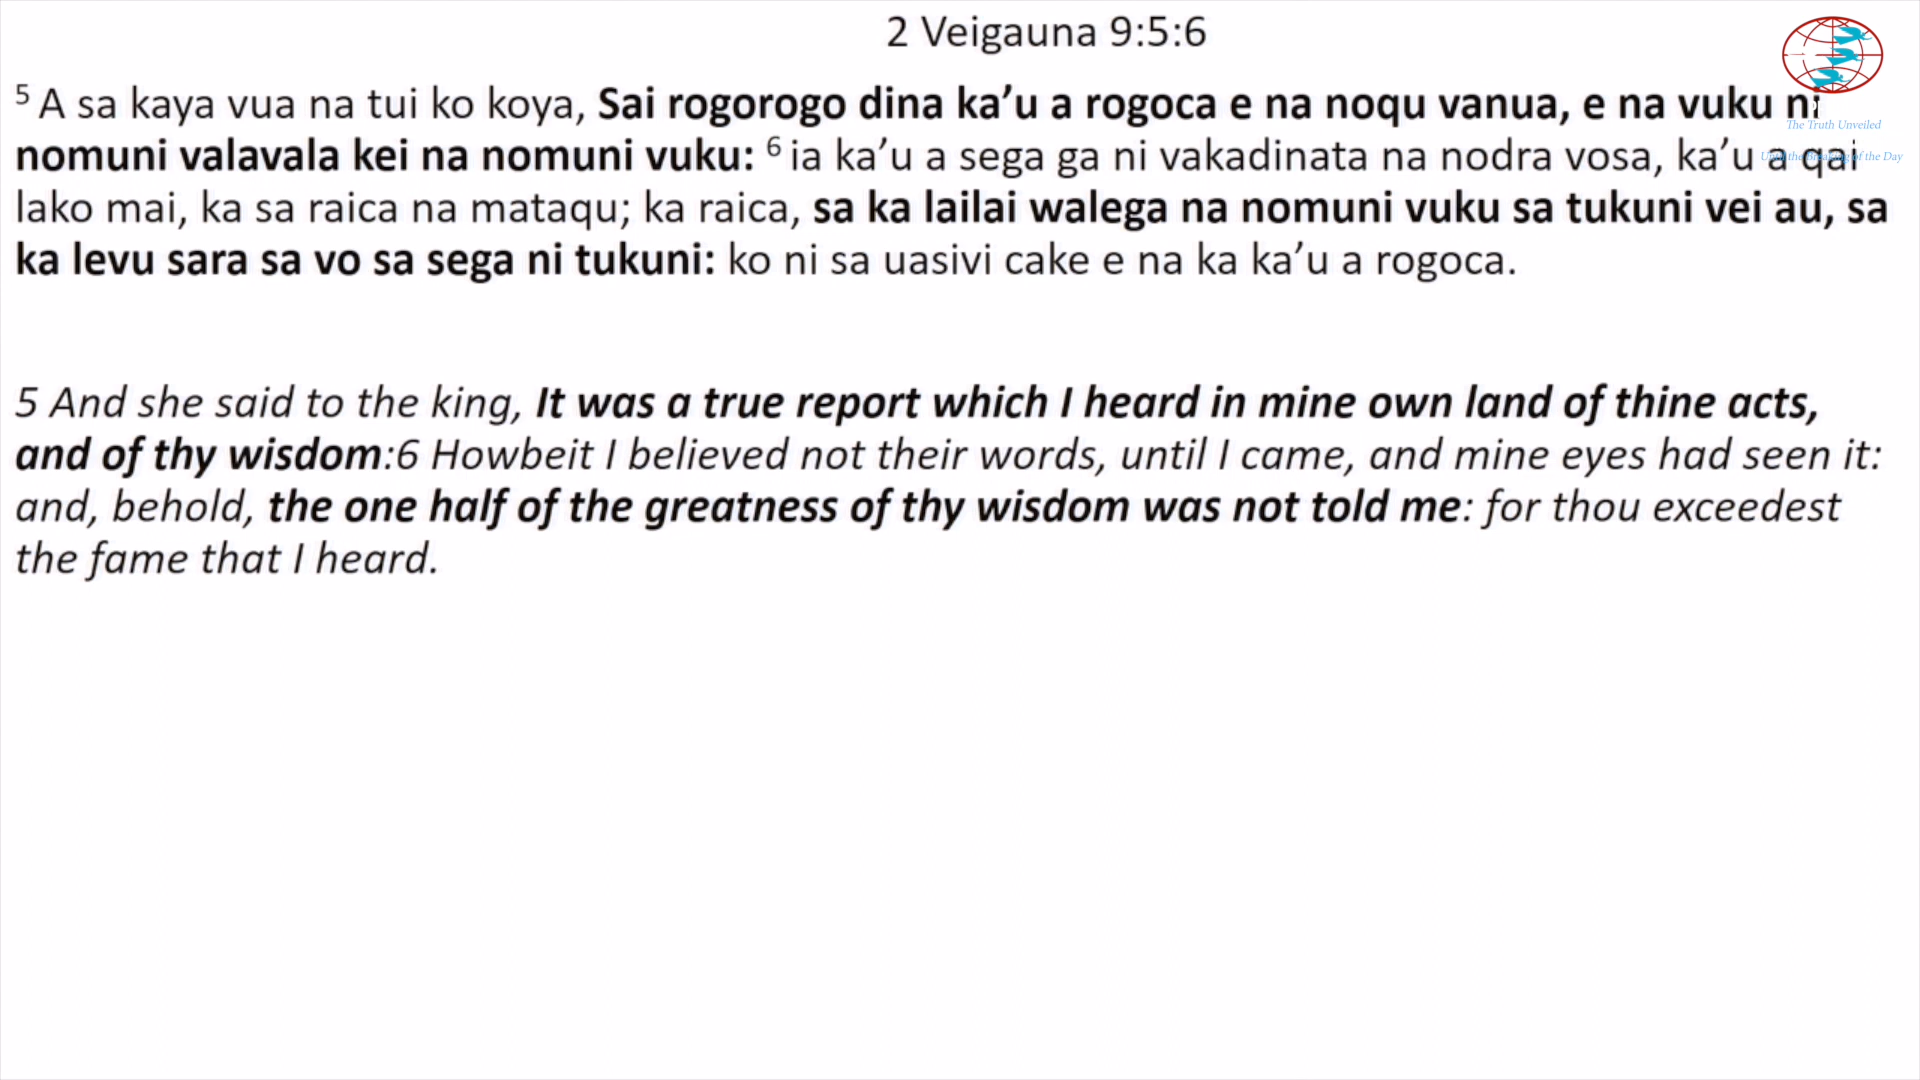 2 Veigauna 9:5:6
⁵ A sa kaya vua na tui ko koya, Sai rogorogo dina ka’u a rogoca e na noqu vanua, e na vuku ni
nomuni valavala kei na nomuni vuku: ⁶ ia ka’u a sega ga ni vakadinata na nodra vosa, ka’u a qai
lako mai, ka sa raica na mataqu; ka raica, sa ka lailai walega na nomuni vuku sa tukuni vei au, sa
ka levu sara sa vo sa sega ni tukuni: ko ni sa uasivi cake e na ka ka’u a rogoca.
5 And she said to the king, It was a true report which I heard in mine own land of thine acts,
and of thy wisdom:6 Howbeit I believed not their words, until I came, and mine eyes had seen it:
and, behold, the one half of the greatness of thy wisdom was not told me: for thou exceedest
the fame that I heard.
The Truth Unveiled
Until the Breaking of the Day